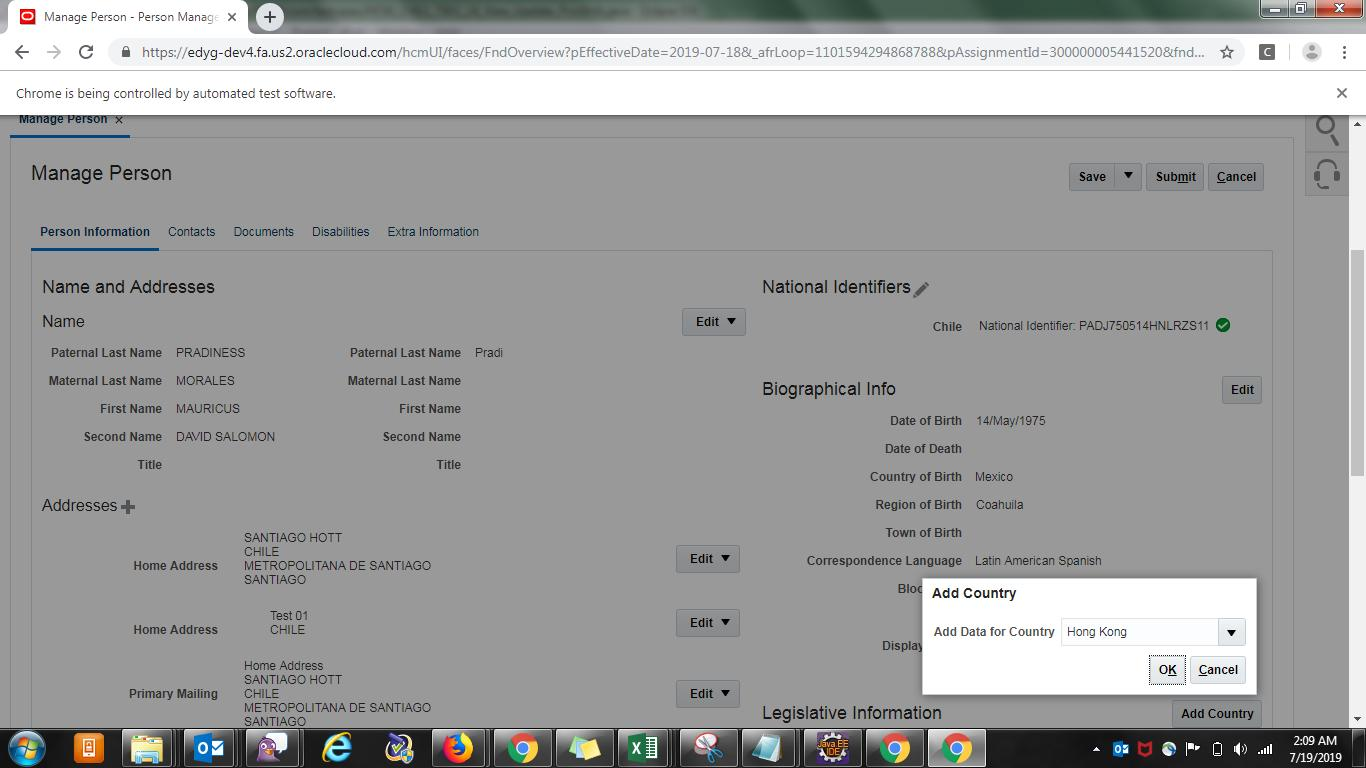 Manage Person - Person Manage
https://edyg-dev4.fa.us2.oraclecloud.com/hcmUI/faces/FndOverview?pEffectiveDate=2019-07-18&_afrLoop=1101594294868788&pAssignmentId=300000005441520&fnd...
C
Chrome is being controlled by automated test software.
Manage Person
Manage Person
Save Submit Cancel
Person Information Contacts Documents Disabilities Extra Information
Name and Addresses
Name
Edit
Paternal Last Name PRADINESS Paternal Last Name Pradi
Maternal Last Name MORALES Maternal Last Name
First Name MAURICUS First Name
Second Name DAVID SALOMON Second Name
Title Title
Addresses
Home Address
SANTIAGO HOTT
CHILE
METROPOLITANA DE SANTIAGO
SANTIAGO
Edit
Home Address
Test 01
CHILE
Edit
Primary Mailing
Home Address
SANTIAGO HOTT
CHILE
METROPOLITANA DE SANTIAGO
SANTIAGO
Edit
National Identifiers
Chile National Identifier: PADJ750514HNLRZS11
Biographical Info
Edit
Date of Birth 14/May/1975
Date of Death
Country of Birth Mexico
Region of Birth Coahuila
Town of Birth
Correspondence Language Latin American Spanish
Bloo
Display
Add Country
Add Data for Country Hong Kong
OK Cancel
Legislative Information
Add Country
Java EE
IDE
2:09 AM
7/19/2019